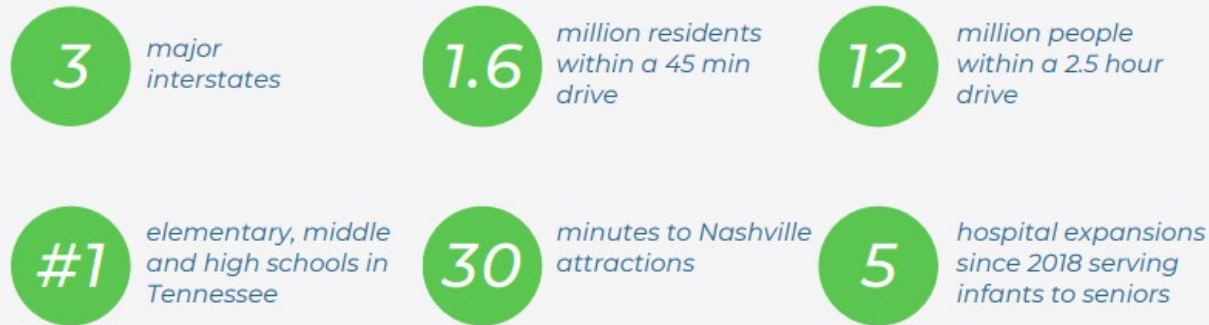 3
major
interstates
1.6
million residents
within a 45 min
drive
12
million people
within a 2.5 hour
drive
#1
elementary, middle
and high schools in
Tennessee
30
minutes to Nashville
attractions
5
hospital expansions
since 2018 serving
infants to seniors